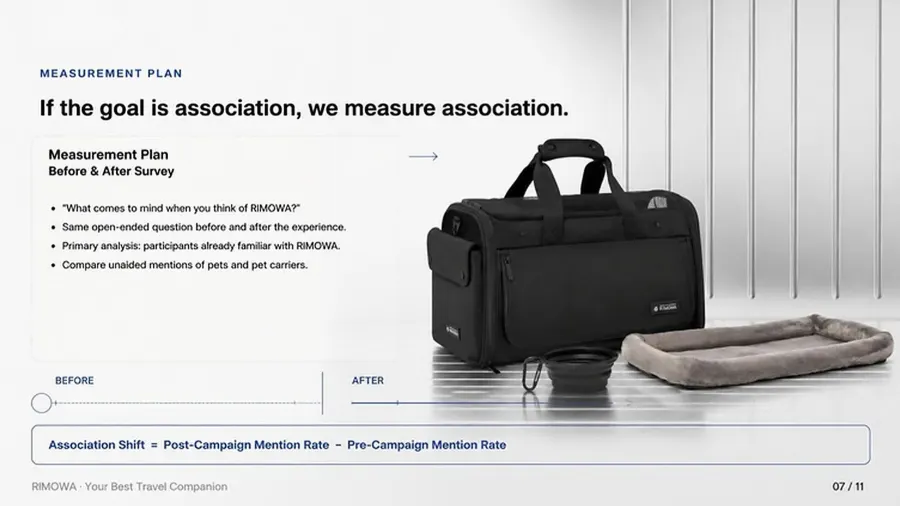 MEASUREMENT PLAN
If the goal is association, we measure association.
Measurement Plan
Before & After Survey
• "What comes to mind when you think of RIMOWA?"
• Same open-ended question before and after the experience.
• Primary analysis: participants already familiar with RIMOWA.
• Compare unaided mentions of pets and pet carriers.
BEFORE
AFTER
Association Shift = Post-Campaign Mention Rate – Pre-Campaign Mention Rate
RIMOWA · Your Best Travel Companion
07 / 11